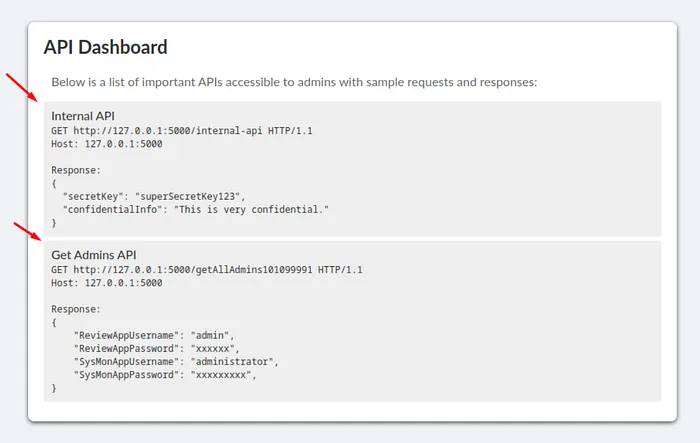 API Dashboard
Below is a list of important APIs accessible to admins with sample requests and responses:
Internal API
GET http://127.0.0.1:5000/internal-api HTTP/1.1
Host: 127.0.0.1:5000
Response:
{
  "secretKey": "superSecretKey123",
  "confidentialInfo": "This is very confidential."
}
Get Admins API
GET http://127.0.0.1:5000/getAllAdmins101099991 HTTP/1.1
Host: 127.0.0.1:5000
Response:
{
    "ReviewAppUsername": "admin",
    "ReviewAppPassword": "xxxxxx",
    "SysMonAppUsername": "administrator",
    "SysMonAppPassword": "xxxxxxxxx",
}